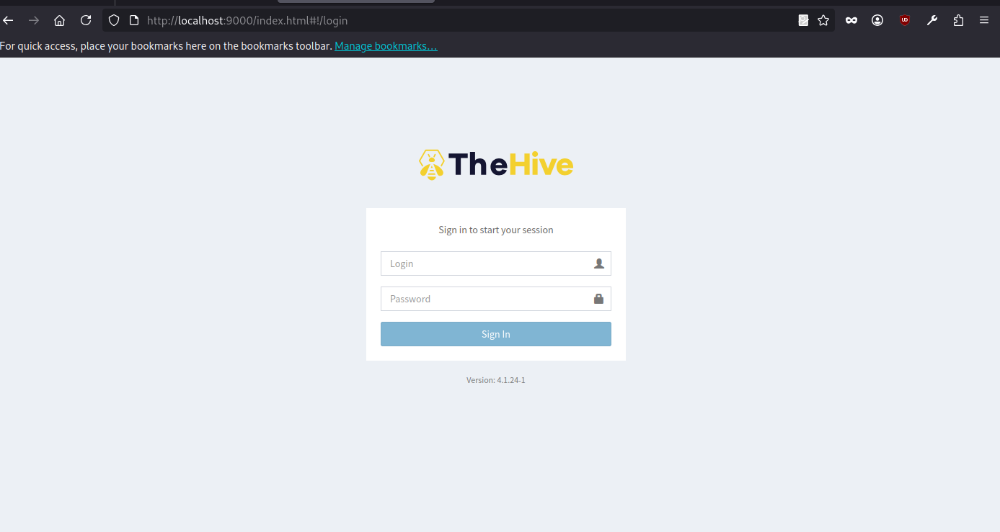 http://localhost:9000/index.html#!/login
For quick access, place your bookmarks here on the bookmarks toolbar. Manage bookmarks...
TheHive
Sign in to start your session
Login
Password
Sign In
Version: 4.1.24-1